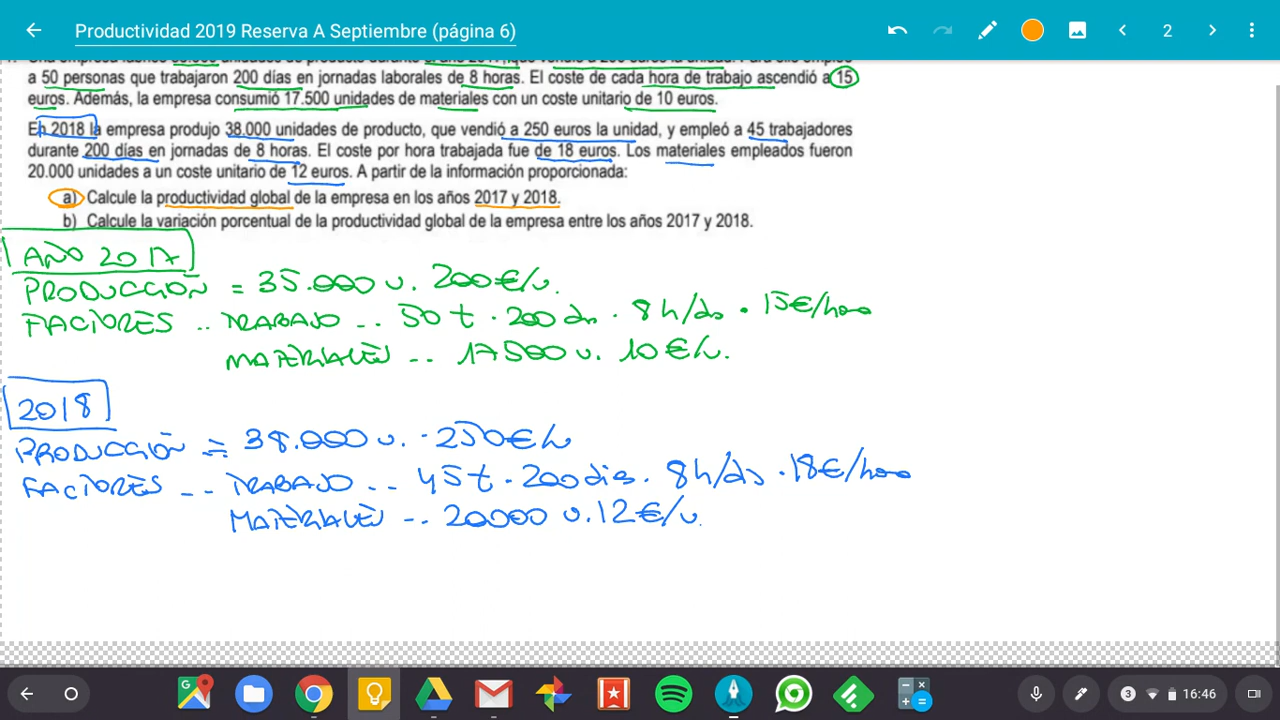 Productividad 2019 Reserva A Septiembre (página 6)
2
a 50 personas que trabajaron 200 días en jornadas laborales de 8 horas. El coste de cada hora de trabajo ascendió a 15
euros. Además, la empresa consumió 17.500 unidades de materiales con un coste unitario de 10 euros.
En 2018 la empresa produjo 38.000 unidades de producto, que vendió a 250 euros la unidad, y empleó a 45 trabajadores
durante 200 días en jornadas de 8 horas. El coste por hora trabajada fue de 18 euros. Los materiales empleados fueron
20.000 unidades a un coste unitario de 12 euros. A partir de la información proporcionada:
a) Calcule la productividad global de la empresa en los años 2017 y 2018.
b) Calcule la variación porcentual de la productividad global de la empresa entre los años 2017 y 2018.
AÑO 2017
PRODUCCIÓN = 35.000 u. 200€/u.
FACTORES .. TRABAJO .. 50 t · 200 día · 8 h/día · 15€/hora
MATERIALES .. 17500 u. 10€/u.
2018
PRODUCCIÓN = 38.000 u. · 250€/u
FACTORES .. TRABAJO .. 45 t · 200 días · 8 h/día · 18€/hora
MATERIALES .. 20000 u. 12€/u.
G
3
16:46